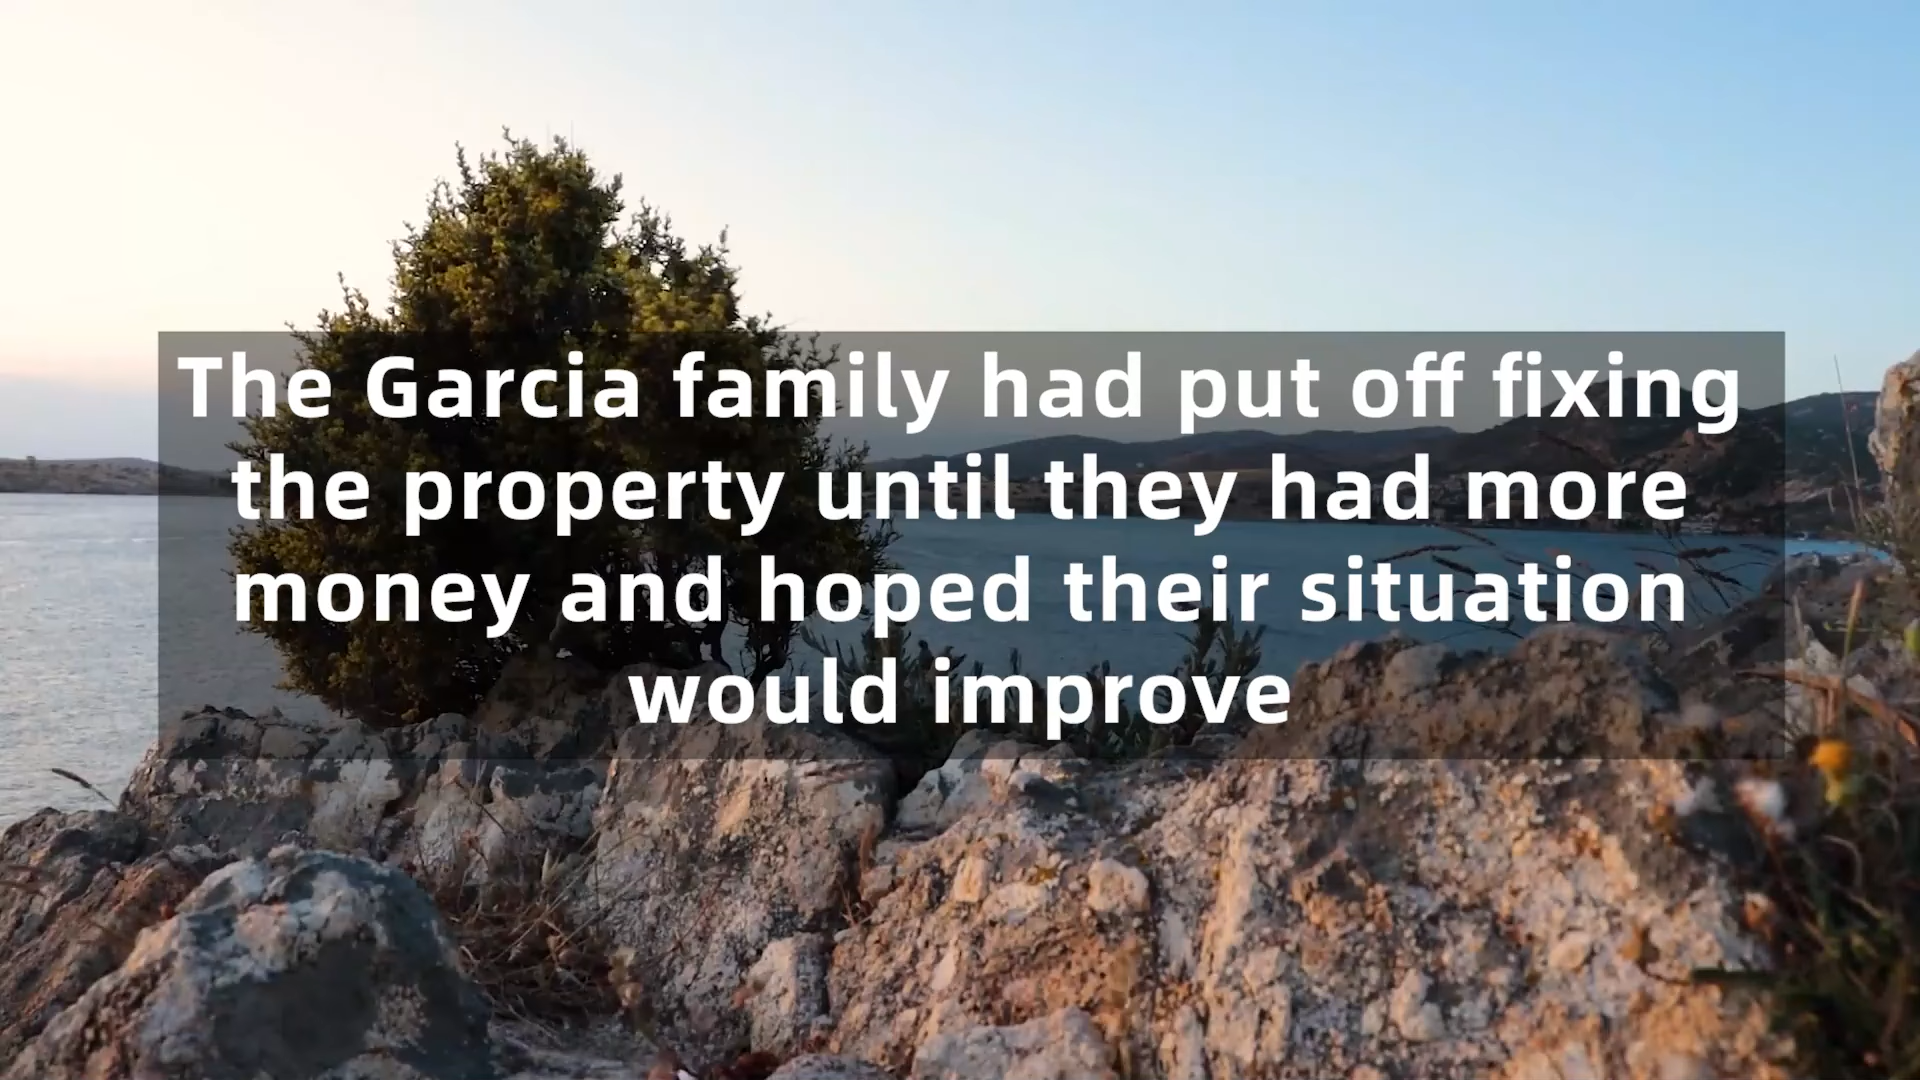 The Garcia family had put off fixing
the property until they had more
money and hoped their situation
would improve